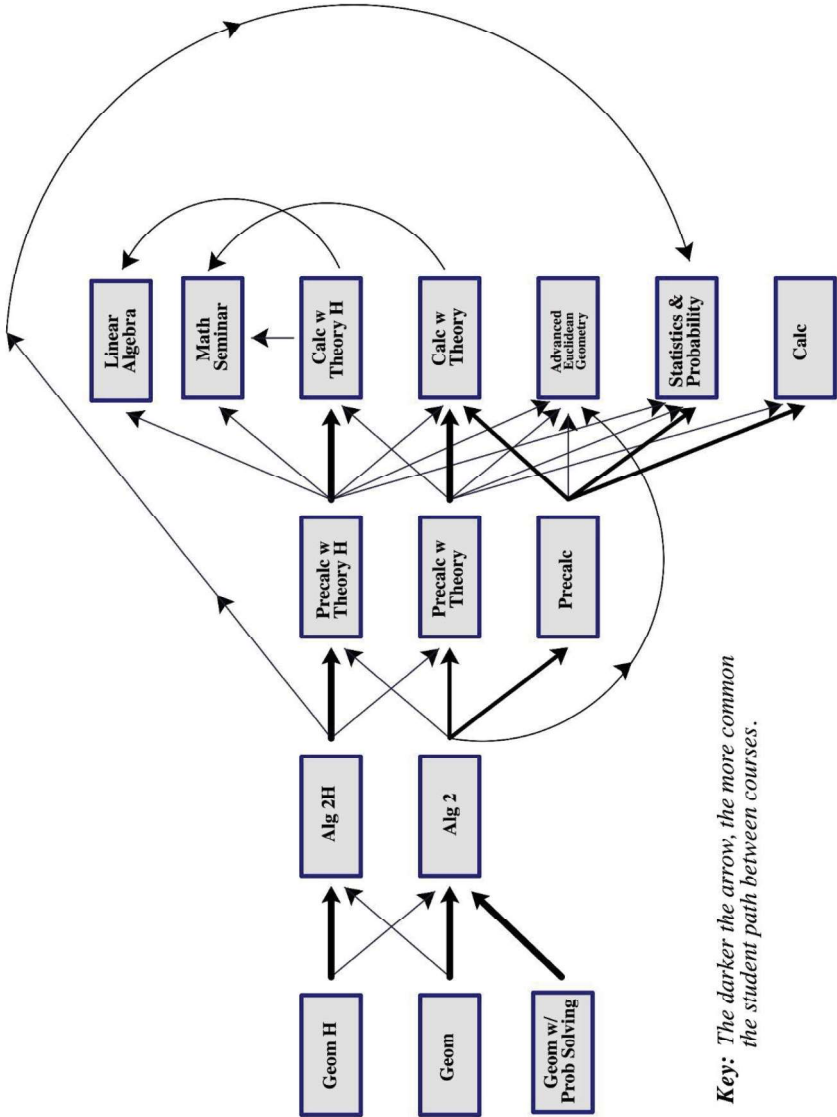 Geom H
Geom
Geom w/
Prob Solving
Alg 2H
Alg 2
Precalc w
Theory H
Precalc w
Theory
Precalc
Linear
Algebra
Math
Seminar
Calc w
Theory H
Calc w
Theory
Advanced
Euclidean
Geometry
Statistics &
Probability
Calc
Key: The darker the arrow, the more common
the student path between courses.